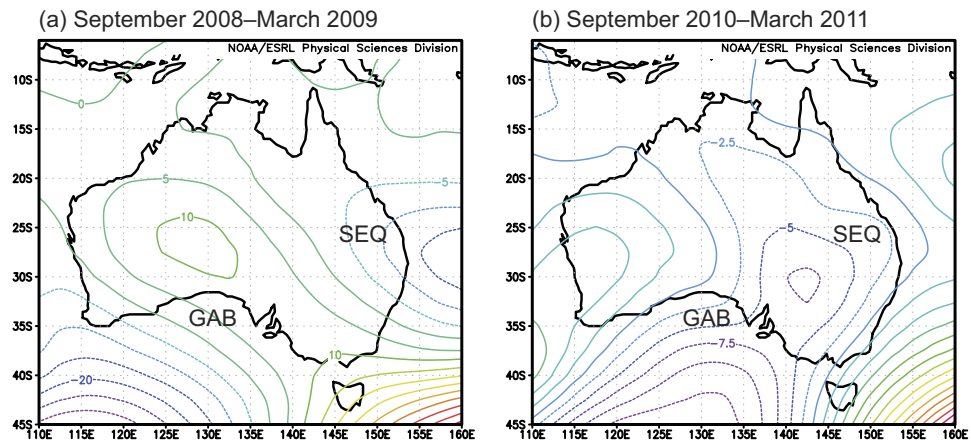 (a) September 2008–March 2009
NOAA/ESRL Physical Sciences Division
10S
15S
20S
25S
30S
35S
40S
45S
110E 115E 120E 125E 130E 135E 140E 145E 150E 155E 160E
0
5
-5
10
SEQ
GAB
10
-20
(b) September 2010–March 2011
NOAA/ESRL Physical Sciences Division
10S
15S
20S
25S
30S
35S
40S
45S
110E 115E 120E 125E 130E 135E 140E 145E 150E 155E 160E
-2.5
-5
SEQ
GAB
-7.5